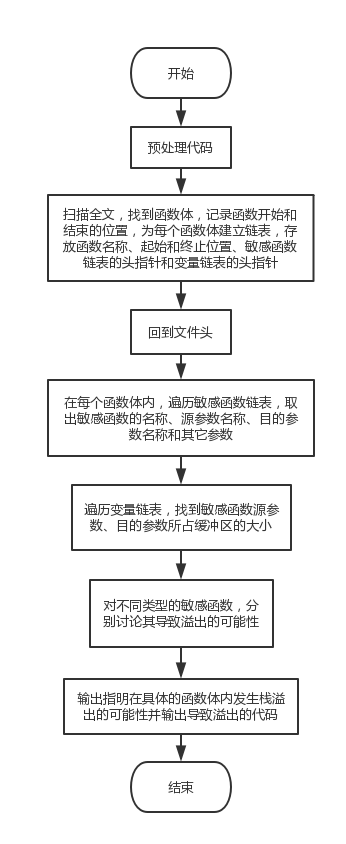 开始
预处理代码
扫描全文，找到函数体，记录函数开始和
结束的位置，为每个函数体建立链表，存
放函数名称、起始和终止位置、敏感函数
链表的头指针和变量链表的头指针
回到文件头
在每个函数体内，遍历敏感函数链表，取
出敏感函数的名称、源参数名称、目的参
数名称和其它参数
遍历变量链表，找到敏感函数源参
数、目的参数所占缓冲区的大小
对不同类型的敏感函数，分
别讨论其导致溢出的可能性
输出指明在具体的函数体内发生栈溢
出的可能性并输出导致溢出的代码
结束